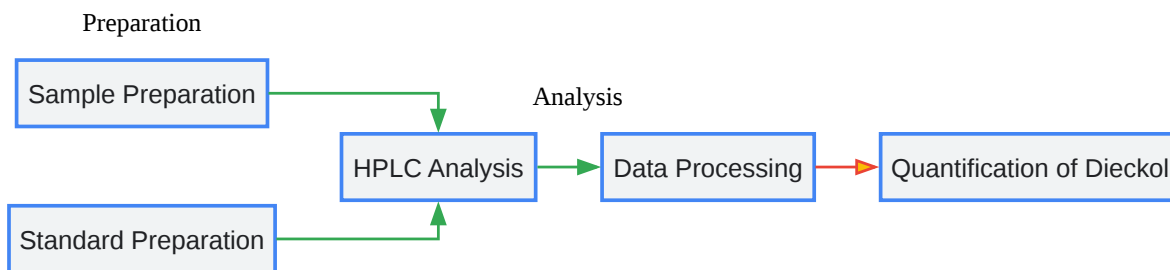 Preparation
Sample Preparation
Analysis
HPLC Analysis
Data Processing
Quantification of Dieckol
Standard Preparation